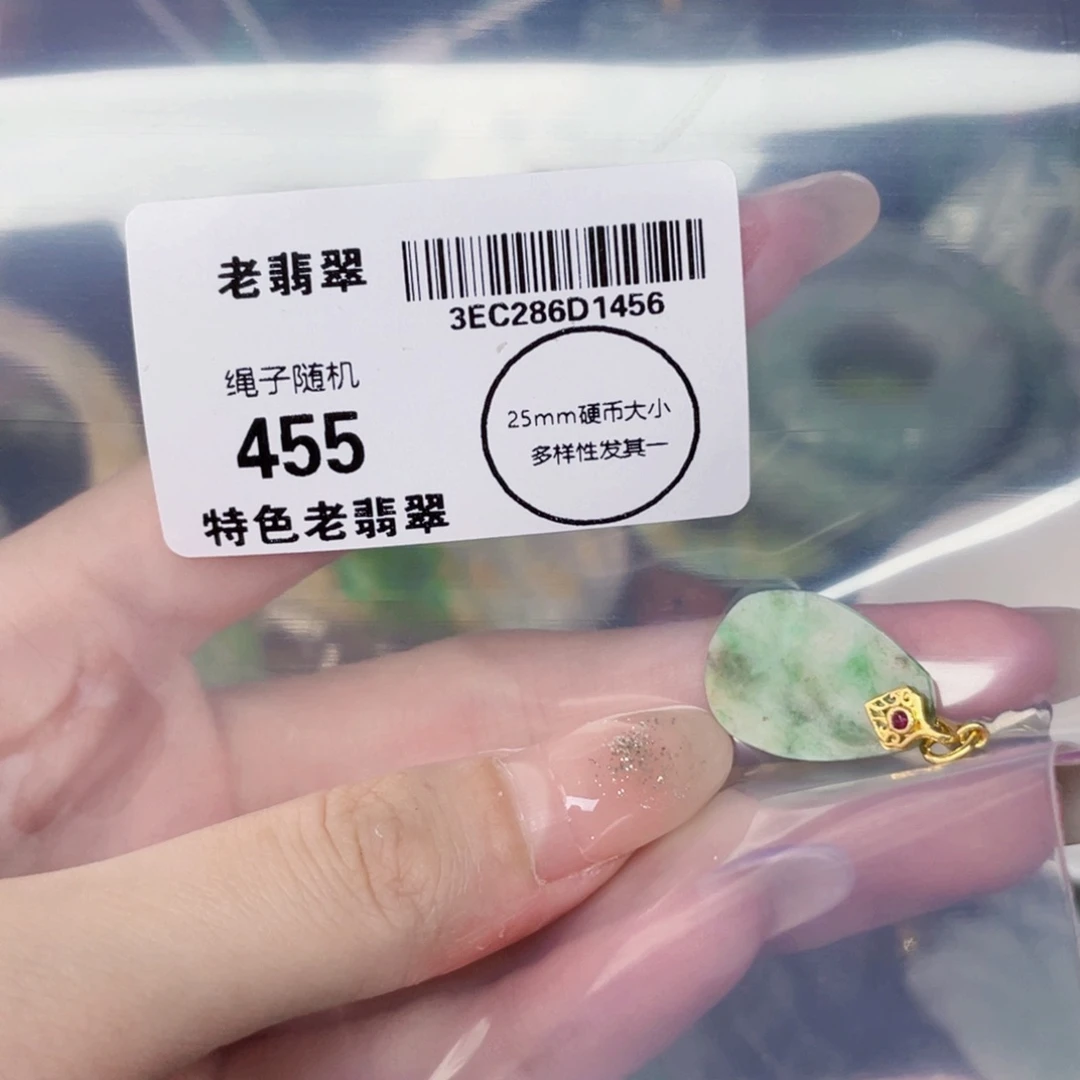 老翡翠
3EC286D1456
绳子随机
455
25mm硬币大小
多样性发其一
特色老翡翠